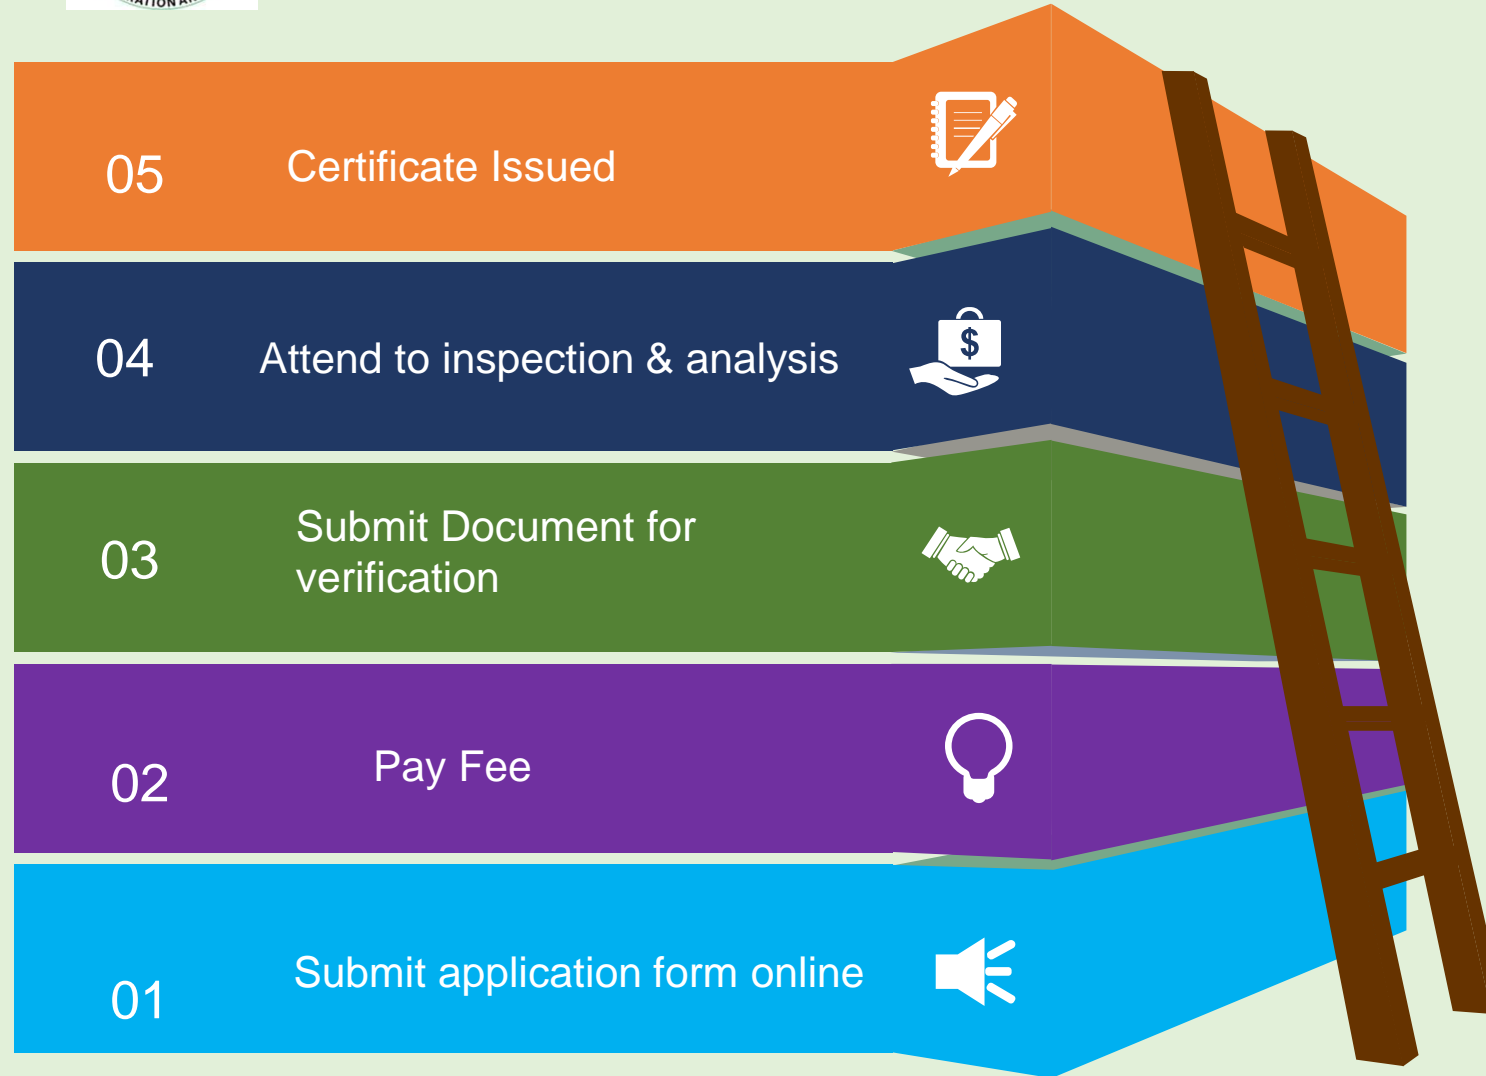 05
Certificate Issued
04
Attend to inspection & analysis
$
03
Submit Document for
verification
02
Pay Fee
01
Submit application form online